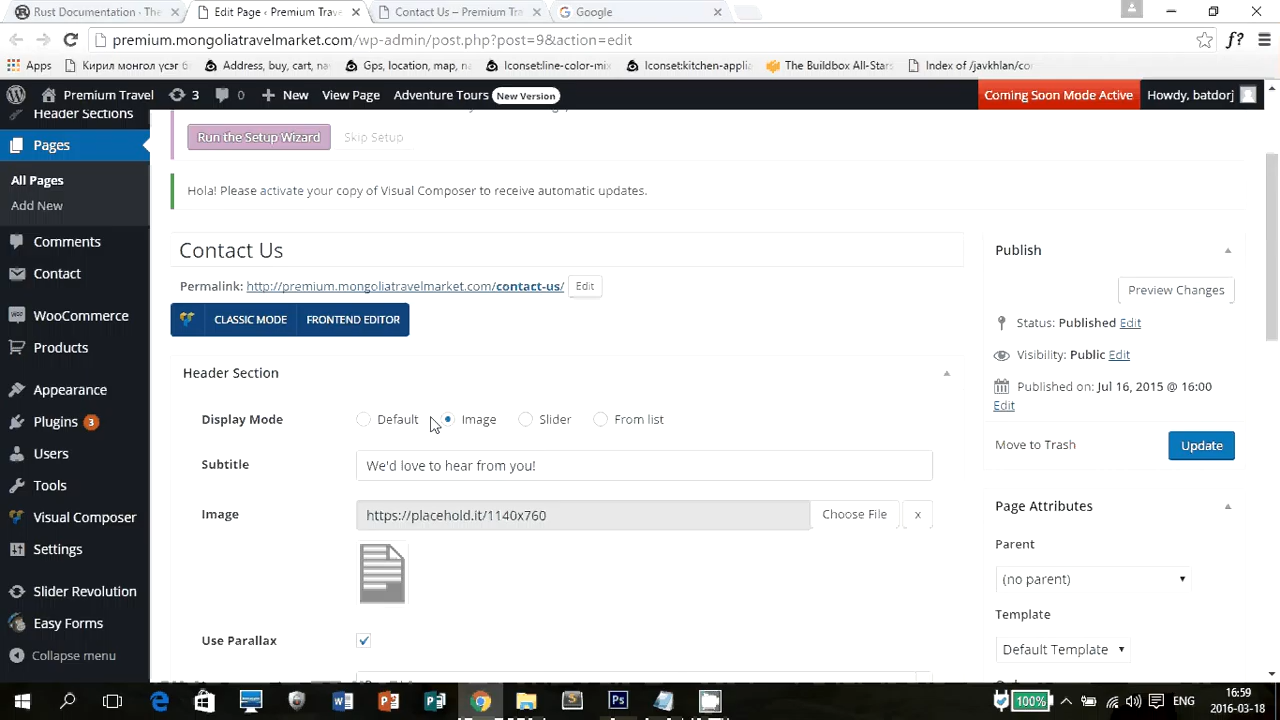 Rust Documentation - The
Edit Page ‹ Premium Trave
Contact Us – Premium Tra
Google
premium.mongoliatravelmarket.com/wp-admin/post.php?post=9&action=edit
f?
Apps
Кирил монгол үсэг б
Address, buy, cart, na
Gps, location, map, n
Iconset:line-color-mix
Iconset:kitchen-applia
The Buildbox All-Stars
Index of /javkhlan/cor
Premium Travel
3
0
New
View Page
Adventure Tours
New Version
Coming Soon Mode Active
Howdy, batdorj
Header Sections
Run the Setup Wizard
Skip Setup
Pages
All Pages
Add New
Comments
Contact
WooCommerce
Products
Appearance
Plugins 3
Users
Tools
Visual Composer
Settings
Slider Revolution
Easy Forms
Collapse menu
Hola! Please activate your copy of Visual Composer to receive automatic updates.
Contact Us
Permalink: http://premium.mongoliatravelmarket.com/contact-us/ Edit
CLASSIC MODE
FRONTEND EDITOR
Header Section
Display Mode
Default
Image
Slider
From list
Subtitle
We'd love to hear from you!
Image
https://placehold.it/1140x760
Choose File
x
Use Parallax
Publish
Preview Changes
Status: Published Edit
Visibility: Public Edit
Published on: Jul 16, 2015 @ 16:00
Edit
Move to Trash
Update
Page Attributes
Parent
(no parent)
Template
Default Template
100%
ENG
16:59
2016-03-18